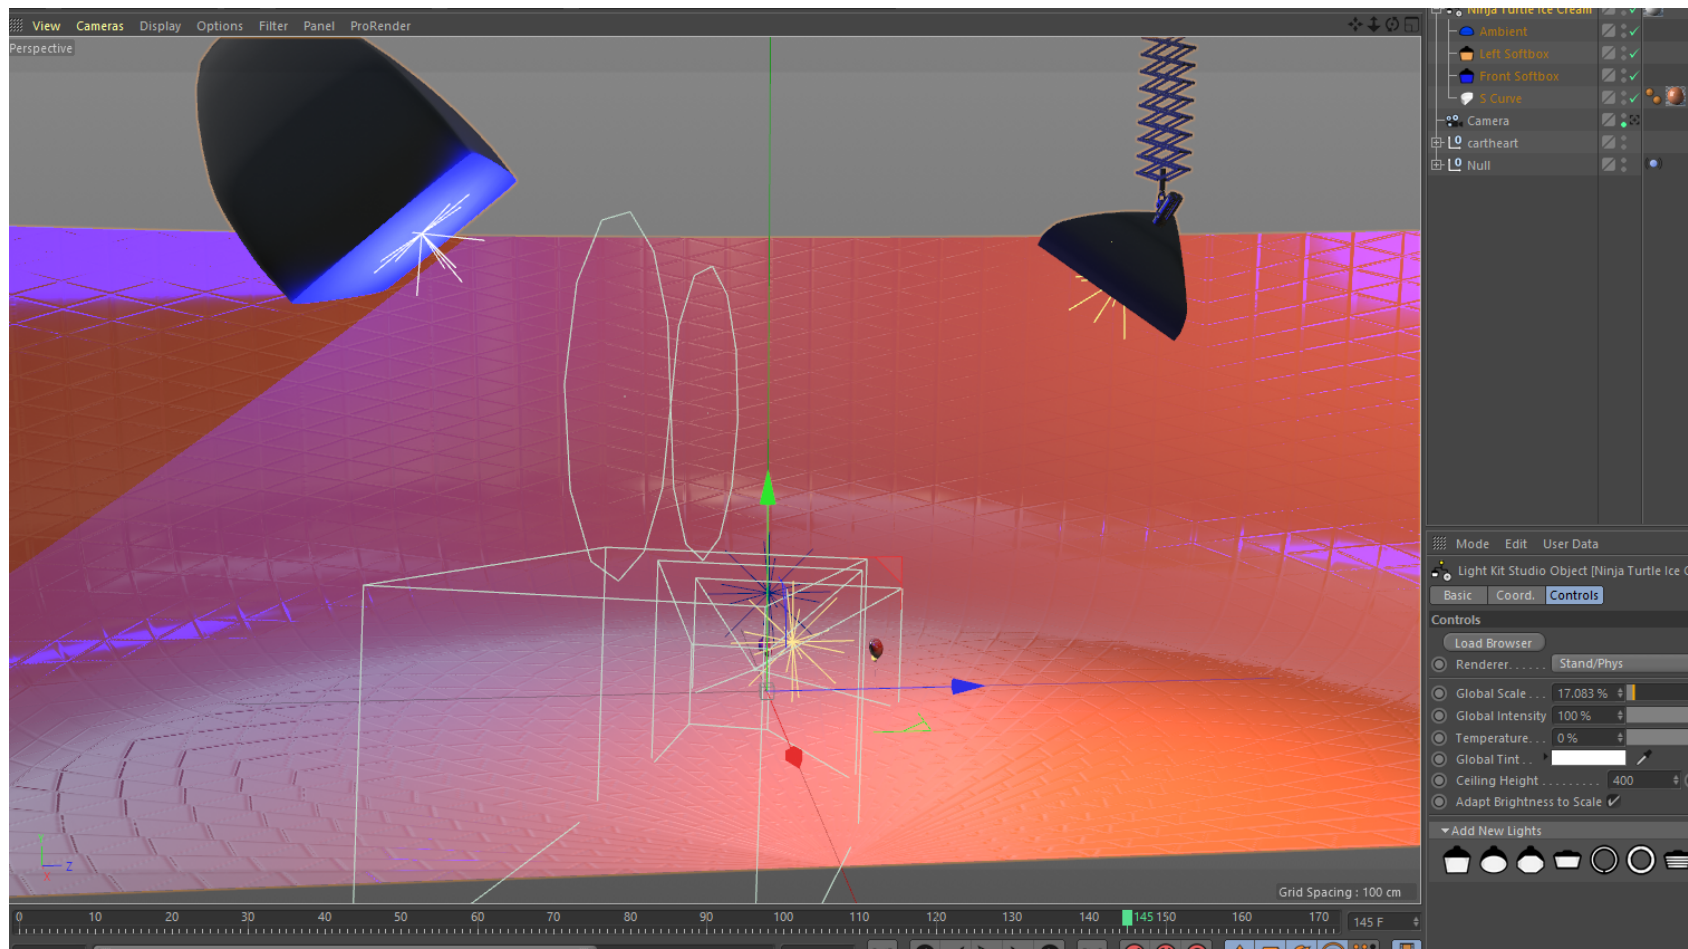 View Cameras Display Options Filter Panel ProRender
Perspective
Ninja Turtle Ice Cream
Ambient
Left Softbox
Front Softbox
S Curve
Camera
cartheart
Null
Mode Edit User Data
Light Kit Studio Object [Ninja Turtle Ice C
Basic Coord. Controls
Controls
Load Browser
Renderer...... Stand/Phys
Global Scale... 17.083 %
Global Intensity 100 %
Temperature... 0 %
Global Tint..
Ceiling Height......... 400
Adapt Brightness to Scale
Add New Lights
Y
Z
X
Grid Spacing : 100 cm
0 10 20 30 40 50 60 70 80 90 100 110 120 130 140 145 150 160 170 145 F